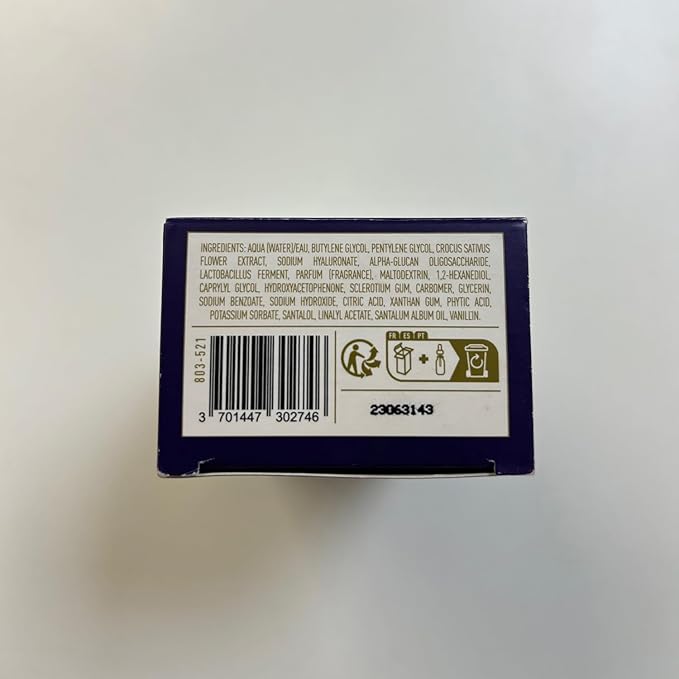 INGREDIENTS: AQUA (WATER)/EAU, BUTYLENE GLYCOL, PENTYLENE GLYCOL, CROCUS SATIVUS
FLOWER EXTRACT, SODIUM HYALURONATE, ALPHA-GLUCAN OLIGOSACCHARIDE,
LACTOBACILLUS FERMENT, PARFUM (FRAGRANCE), MALTODEXTRIN, 1,2-HEXANEDIOL,
CAPRYLYL GLYCOL, HYDROXYACETOPHENONE, SCLEROTIUM GUM, CARBOMER, GLYCERIN,
SODIUM BENZOATE, SODIUM HYDROXIDE, CITRIC ACID, XANTHAN GUM, PHYTIC ACID,
POTASSIUM SORBATE, SANTALOL, LINALYL ACETATE, SANTALUM ALBUM OIL, VANILLIN.
803-521
3 701447 302746
FR ES PT
23063143